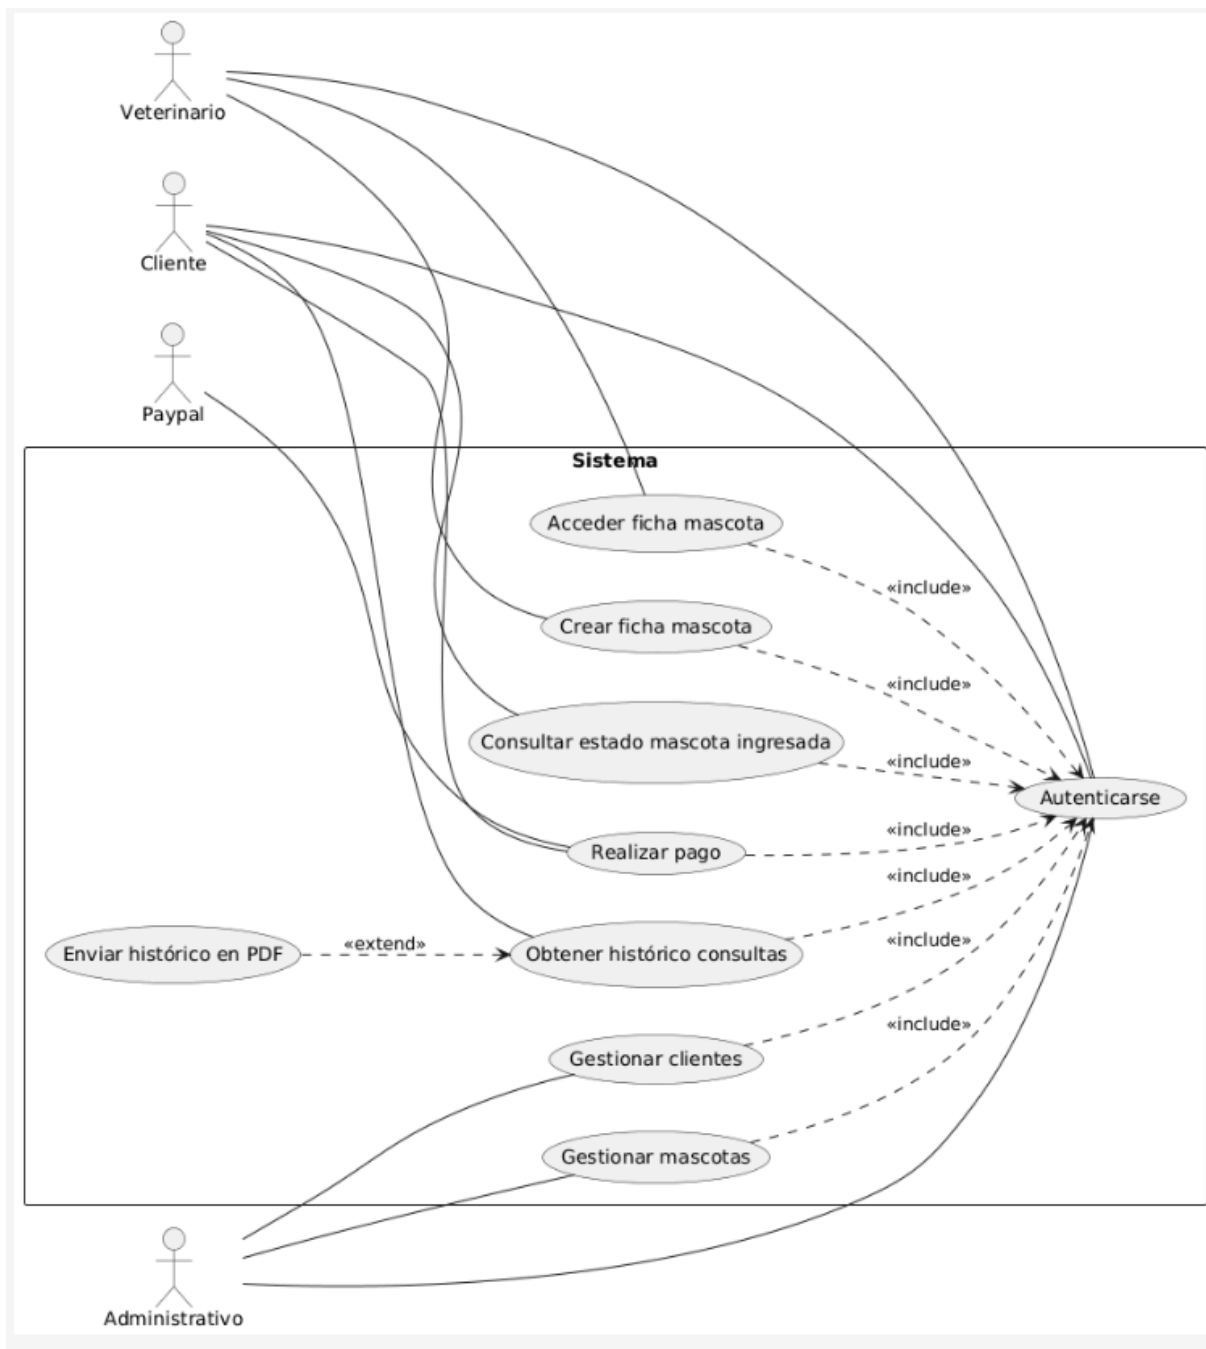 Veterinario
Cliente
Paypal
Sistema
Acceder ficha mascota
«include»
Crear ficha mascota
«include»
Consultar estado mascota ingresada
«include»
Autenticarse
Realizar pago
«include»
«include»
Enviar histórico en PDF
«extend»
Obtener histórico consultas
«include»
Gestionar clientes
«include»
Gestionar mascotas
Administrativo